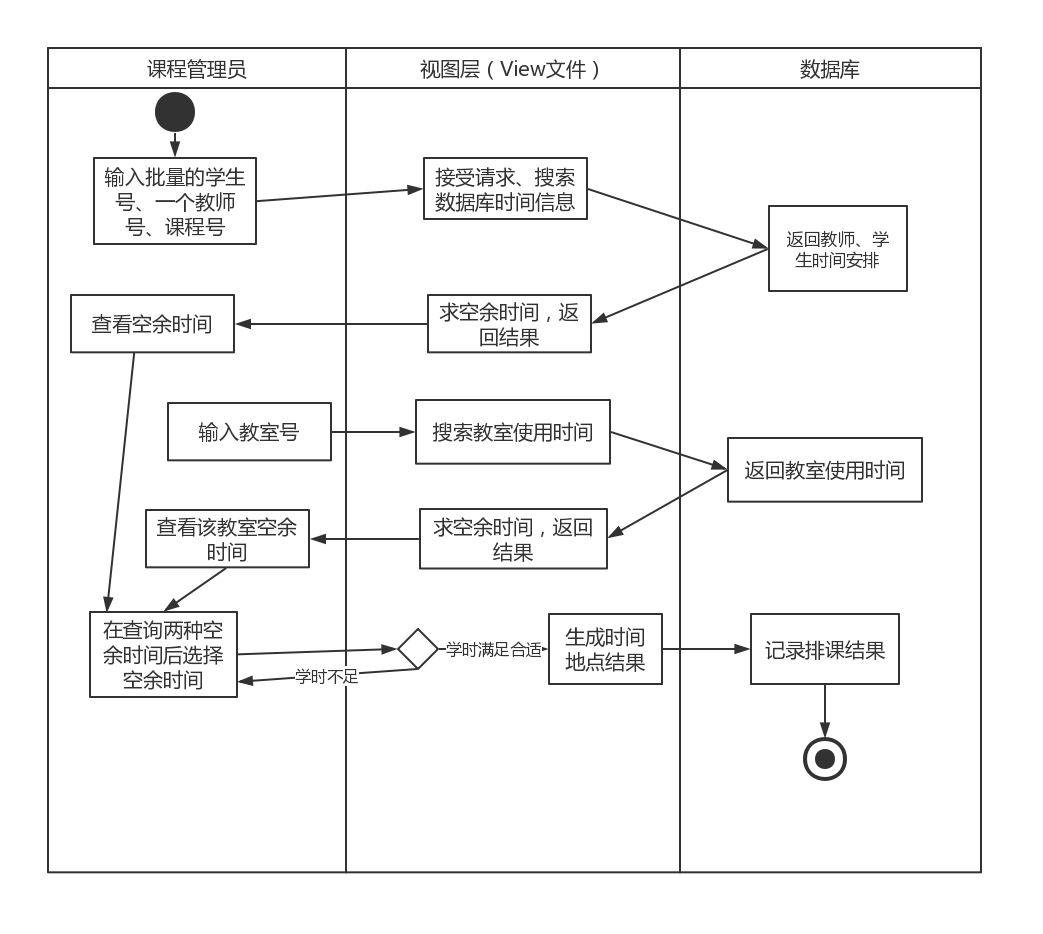 课程管理员
视图层（View文件）
数据库
输入批量的学生
号、一个教师
号、课程号
接受请求、搜索
数据库时间信息
返回教师、学
生时间安排
查看空余时间
求空余时间，返
回结果
输入教室号
搜索教室使用时间
返回教室使用时间
查看该教室空余
时间
求空余时间，返回
结果
在查询两种空
余时间后选择
空余时间
学时满足合适
学时不足
生成时间
地点结果
记录排课结果